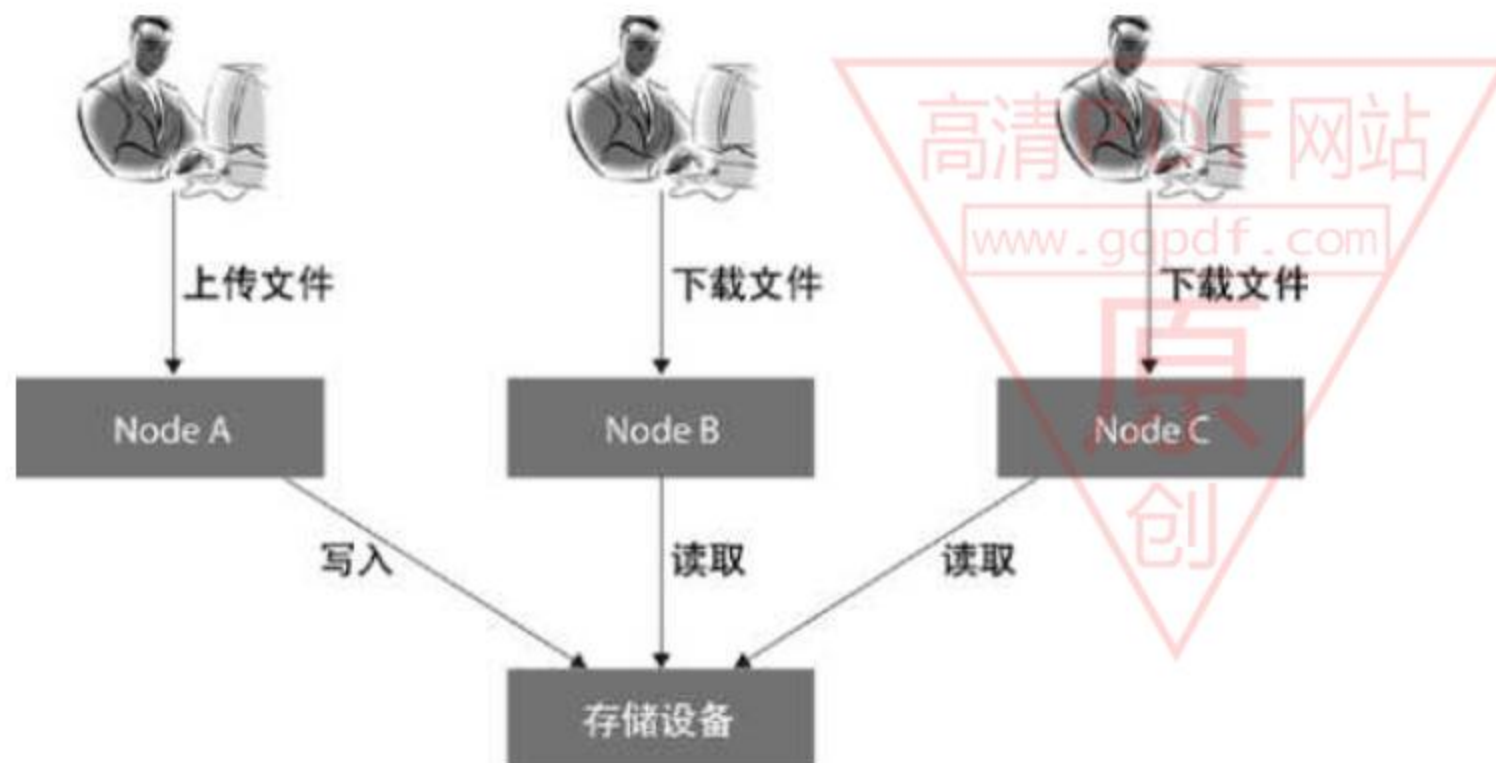 高清PDF网站
www.gqpdf.com
原
创
上传文件
下载文件
下载文件
Node A
Node B
Node C
写入
读取
读取
存储设备